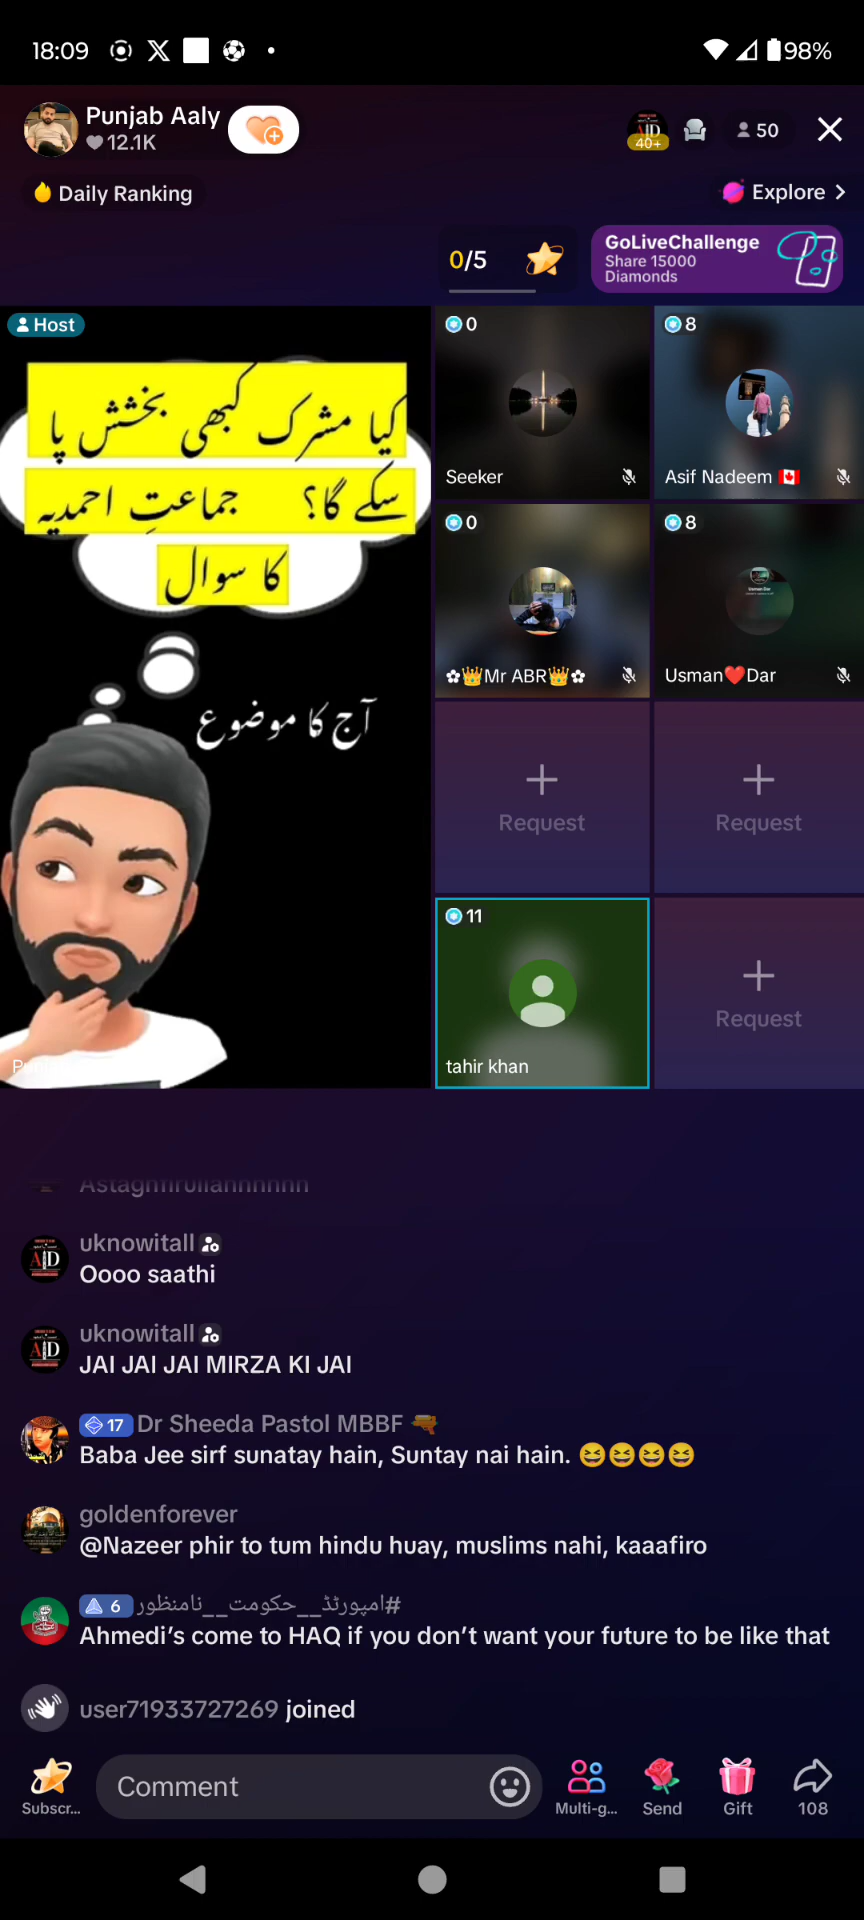 18:09
98%
Punjab Aaly
12.1K
40+
50
Daily Ranking
Explore
0/5
GoLiveChallenge
Share 15000
Diamonds
Host
کیا مشرک کبھی بخشش پا
سکے گا؟ جماعتِ احمدیہ
کا سوال
آج کا موضوع
0
Seeker
8
Asif Nadeem 🇨🇦
0
✿👑Mr ABR👑✿
8
Usman❤️Dar
Request
Request
11
tahir khan
Request
uknowitall
Oooo saathi
uknowitall
JAI JAI JAI MIRZA KI JAI
17 Dr Sheeda Pastol MBBF 🔫
Baba Jee sirf sunatay hain, Suntay nai hain. 😆😆😆😆
goldenforever
@Nazeer phir to tum hindu huay, muslims nahi, kaaafiro
6 #امپورٹڈ__حکومت__نامنظور
Ahmedi’s come to HAQ if you don’t want your future to be like that
user71933727269 joined
Subscr...
Comment
Multi-g...
Send
Gift
108